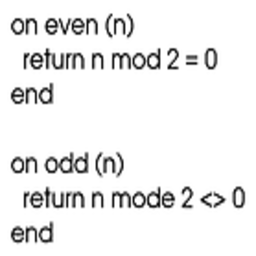 on even (n)
return n mod 2 = 0
end
on odd (n)
return n mode 2 <> 0
end